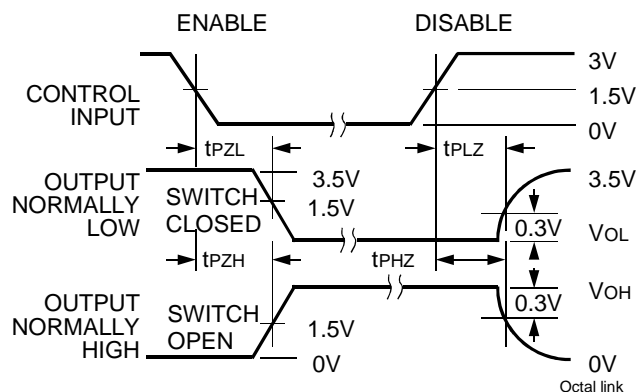 ENABLE
DISABLE
3V
CONTROL
INPUT
1.5V
0V
tPZL
tPLZ
OUTPUT
NORMALLY
LOW
SWITCH
CLOSED
3.5V
1.5V
3.5V
0.3V
VOL
tPZH
tPHZ
OUTPUT
NORMALLY
HIGH
SWITCH
OPEN
1.5V
0V
0.3V
VOH
0V
Octal link